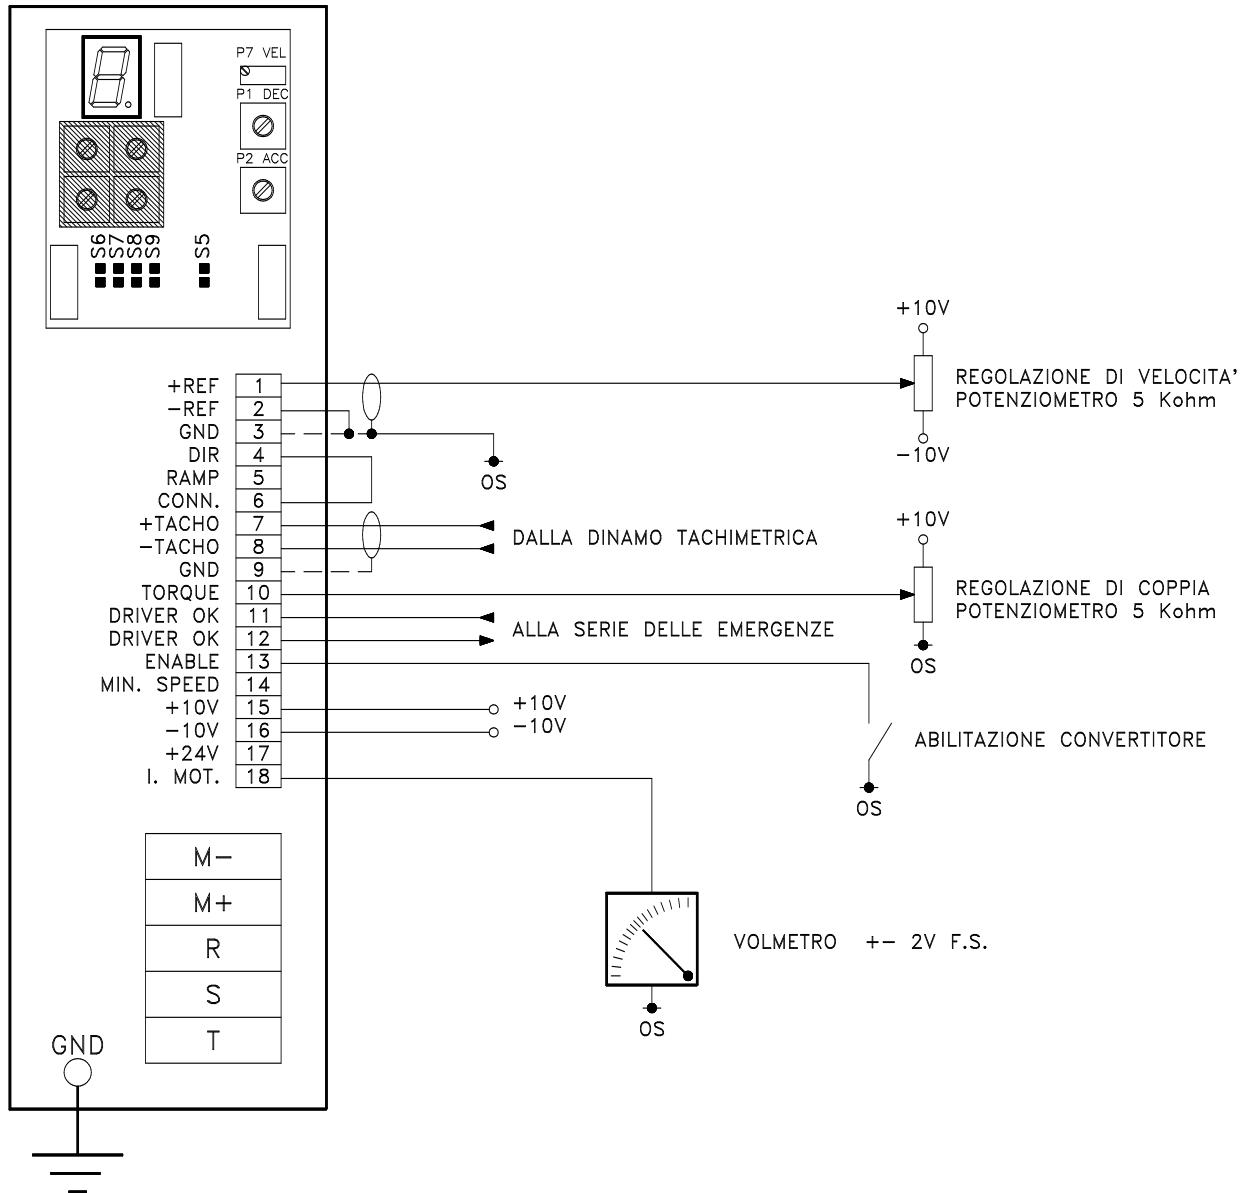 P7 VEL
P1 DEC
P2 ACC
S6 S7 S8 S9 S5
+REF 1
-REF 2
GND 3
DIR 4
RAMP 5
CONN. 6
+TACHO 7
-TACHO 8
GND 9
TORQUE 10
DRIVER OK 11
DRIVER OK 12
ENABLE 13
MIN. SPEED 14
+10V 15
-10V 16
+24V 17
I. MOT. 18
0S
+10V
REGOLAZIONE DI VELOCITA'
POTENZIOMETRO 5 Kohm
-10V
DALLA DINAMO TACHIMETRICA
+10V
REGOLAZIONE DI COPPIA
POTENZIOMETRO 5 Kohm
0S
ALLA SERIE DELLE EMERGENZE
+10V
-10V
ABILITAZIONE CONVERTITORE
0S
VOLMETRO +- 2V F.S.
0S
M-
M+
R
S
T
GND